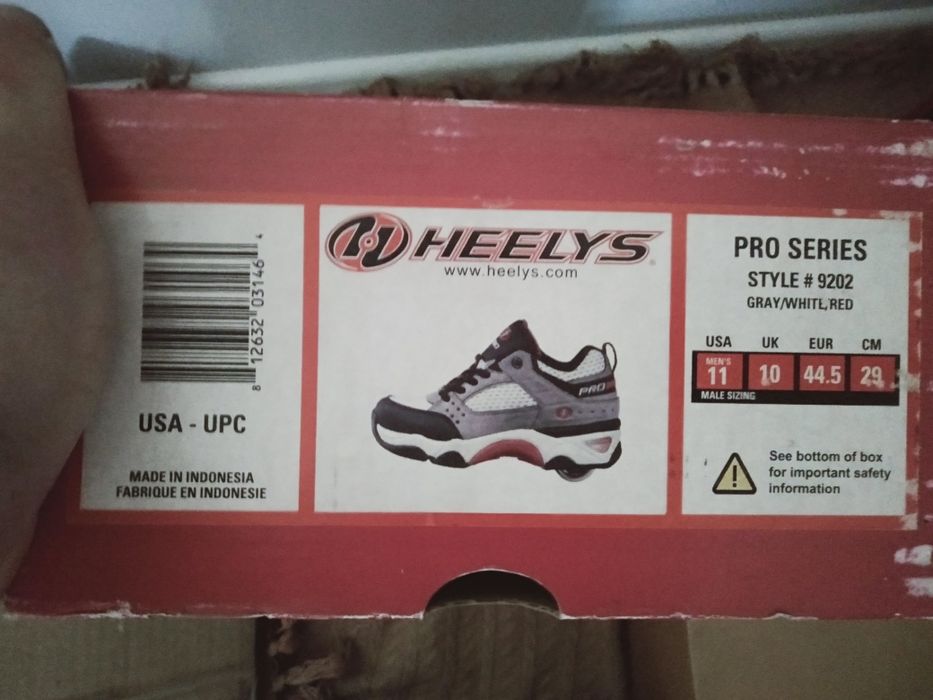 8 12632 03146 4
USA - UPC
MADE IN INDONESIA
FABRIQUE EN INDONESIE
HEELYS
www.heelys.com
PRO
PRO SERIES
STYLE # 9202
GRAY/WHITE/RED
USA UK EUR CM
MEN'S
11 10 44.5 29
MALE SIZING
See bottom of box
for important safety
information